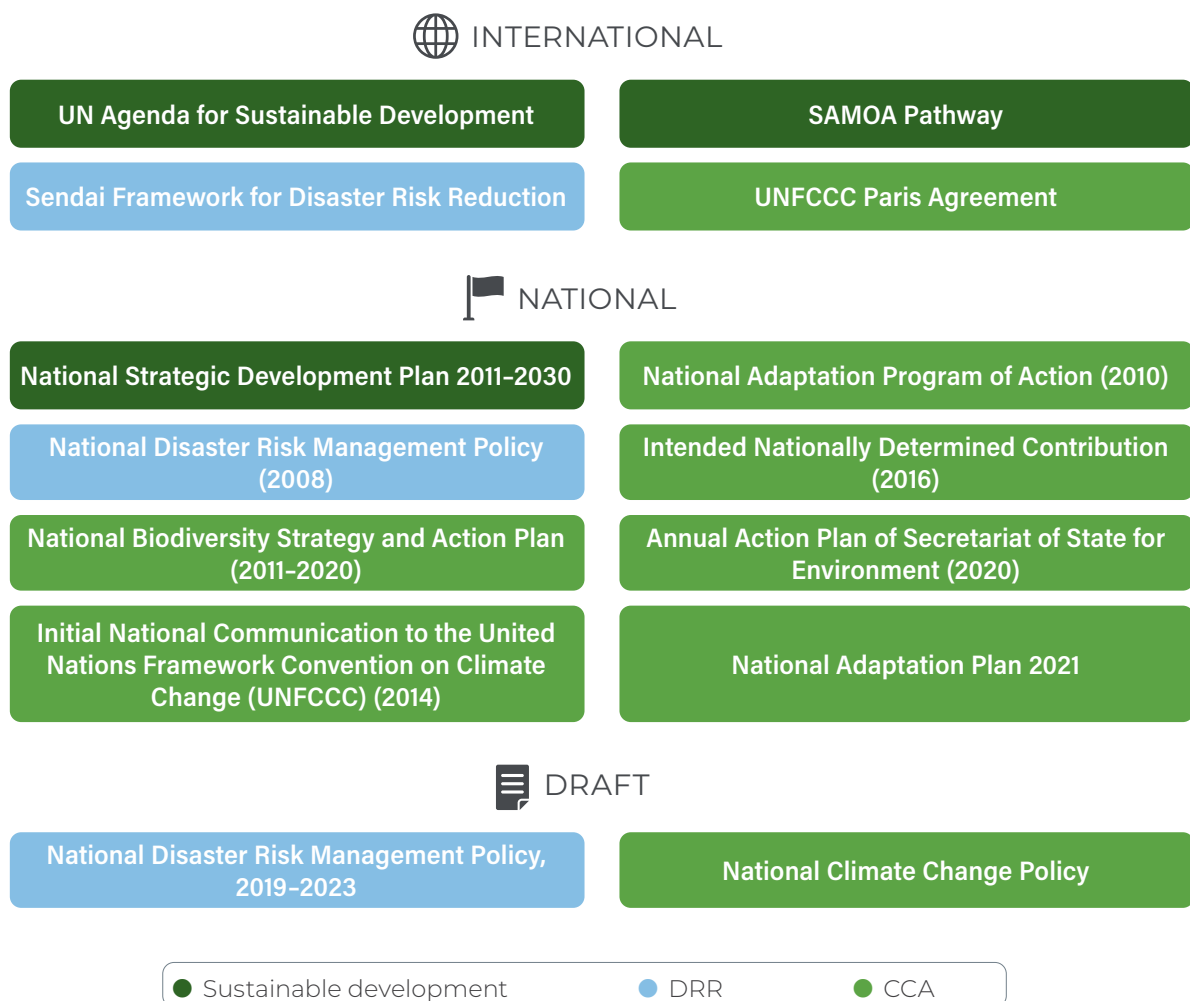 INTERNATIONAL
UN Agenda for Sustainable Development
SAMOA Pathway
Sendai Framework for Disaster Risk Reduction
UNFCCC Paris Agreement
NATIONAL
National Strategic Development Plan 2011–2030
National Adaptation Program of Action (2010)
National Disaster Risk Management Policy
(2008)
Intended Nationally Determined Contribution
(2016)
National Biodiversity Strategy and Action Plan
(2011–2020)
Annual Action Plan of Secretariat of State for
Environment (2020)
Initial National Communication to the United
Nations Framework Convention on Climate
Change (UNFCCC) (2014)
National Adaptation Plan 2021
DRAFT
National Disaster Risk Management Policy,
2019–2023
National Climate Change Policy
Sustainable development
DRR
CCA